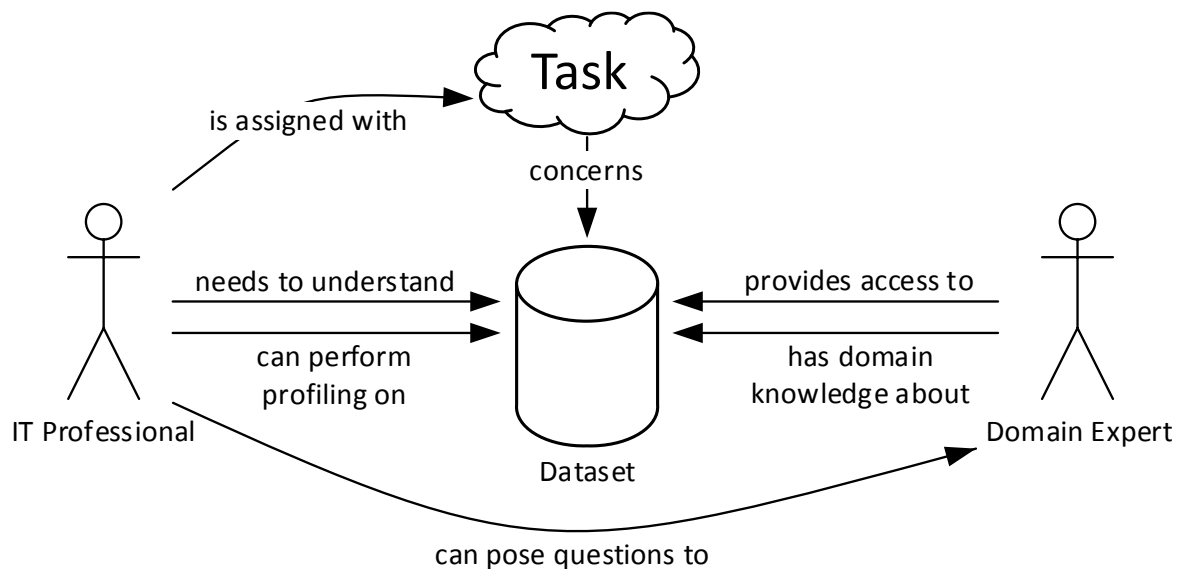 Task
is assigned with
concerns
needs to understand
provides access to
can perform
profiling on
has domain
knowledge about
IT Professional
Domain Expert
Dataset
can pose questions to